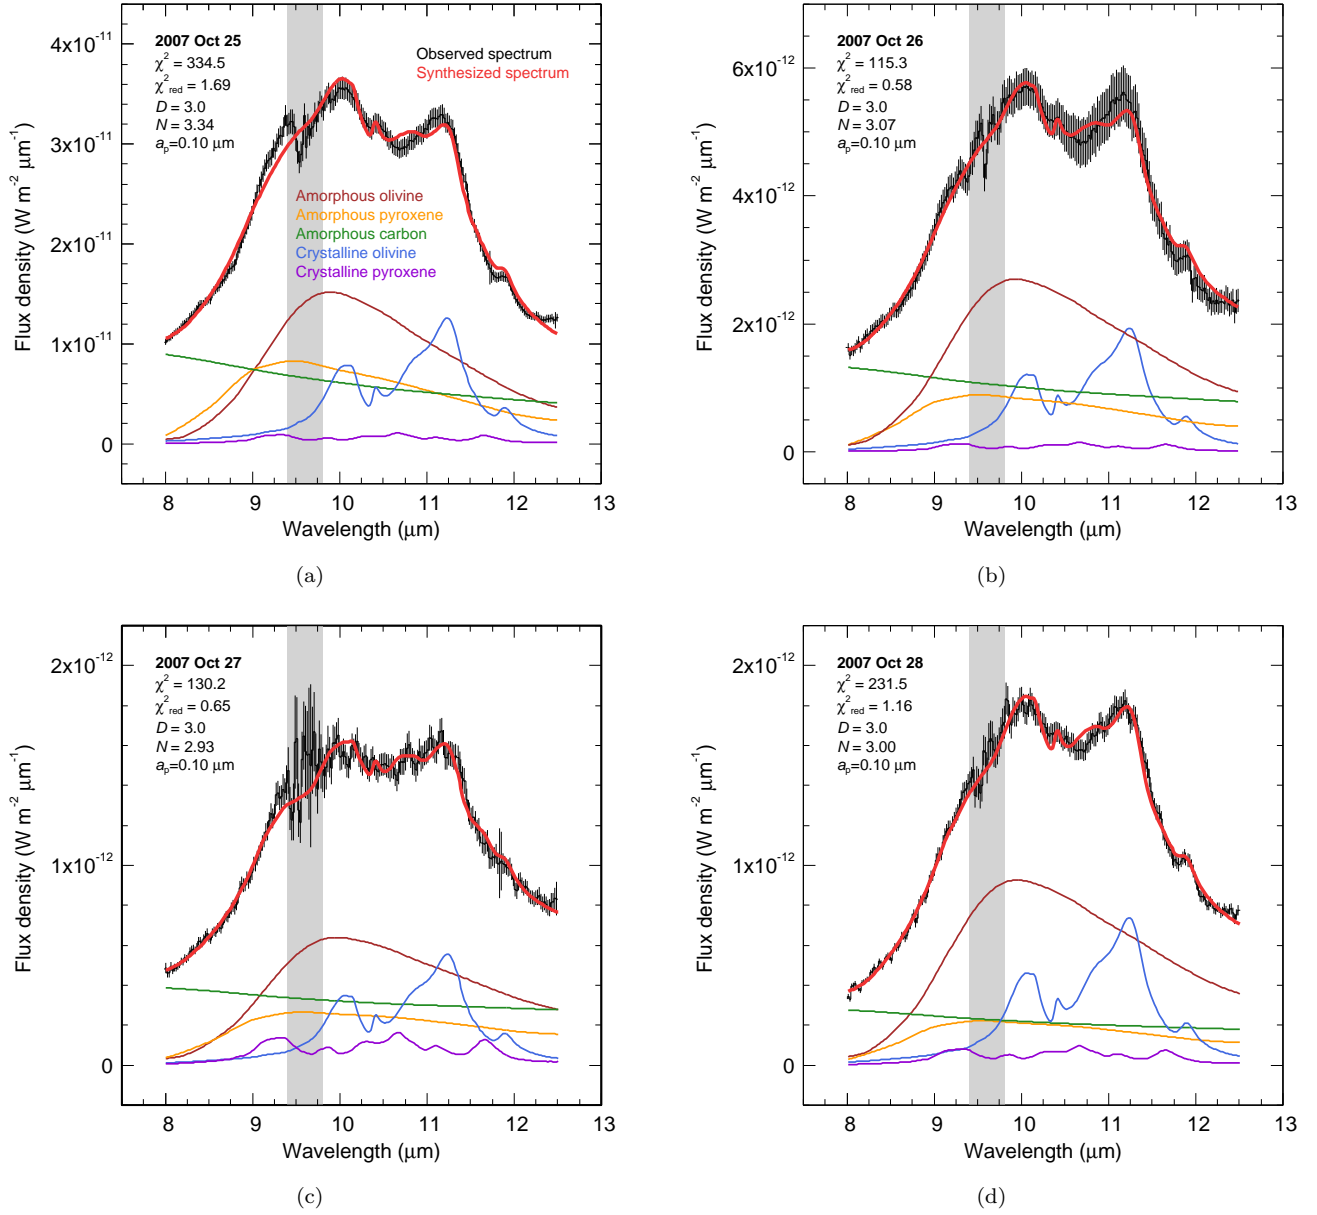 4x10⁻¹¹
3x10⁻¹¹
2x10⁻¹¹
1x10⁻¹¹
0
Flux density (W m⁻² μm⁻¹)
2007 Oct 25
χ² = 334.5
χ²red = 1.69
D = 3.0
N = 3.34
aₚ=0.10 μm
Observed spectrum
Synthesized spectrum
Amorphous olivine
Amorphous pyroxene
Amorphous carbon
Crystalline olivine
Crystalline pyroxene
8 9 10 11 12 13
Wavelength (μm)
(a)
6x10⁻¹²
4x10⁻¹²
2x10⁻¹²
0
Flux density (W m⁻² μm⁻¹)
2007 Oct 26
χ² = 115.3
χ²red = 0.58
D = 3.0
N = 3.07
aₚ=0.10 μm
8 9 10 11 12 13
Wavelength (μm)
(b)
2x10⁻¹²
1x10⁻¹²
0
Flux density (W m⁻² μm⁻¹)
2007 Oct 27
χ² = 130.2
χ²red = 0.65
D = 3.0
N = 2.93
aₚ=0.10 μm
8 9 10 11 12 13
Wavelength (μm)
(c)
2x10⁻¹²
1x10⁻¹²
0
Flux density (W m⁻² μm⁻¹)
2007 Oct 28
χ² = 231.5
χ²red = 1.16
D = 3.0
N = 3.00
aₚ=0.10 μm
8 9 10 11 12 13
Wavelength (μm)
(d)